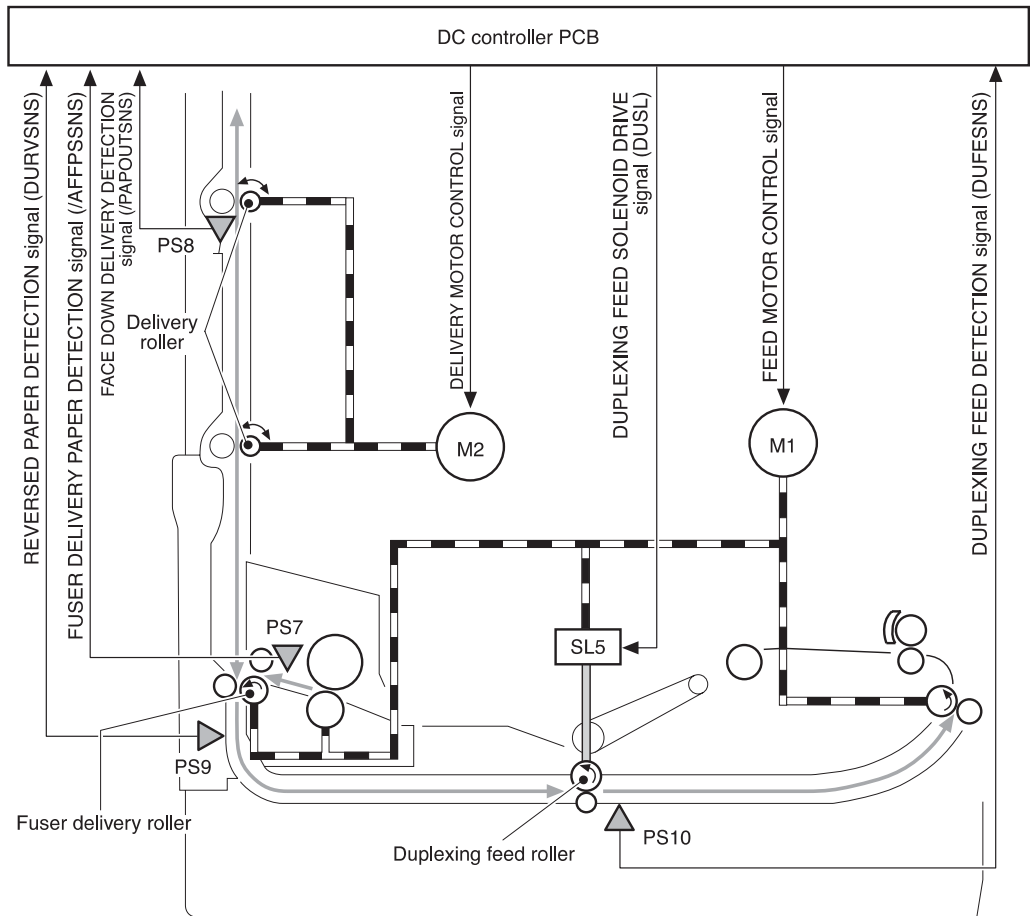 DC controller PCB
REVERSED PAPER DETECTION signal (DURVSNS)
FUSER DELIVERY PAPER DETECTION signal (/AFFPSSNS)
FACE DOWN DELIVERY DETECTION
signal (/PAPOUTSNS)
DELIVERY MOTOR CONTROL signal
DUPLEXING FEED SOLENOID DRIVE
signal (DUSL)
FEED MOTOR CONTROL signal
DUPLEXING FEED DETECTION signal (DUFESNS)
PS8
Delivery
roller
M2
M1
PS7
SL5
PS9
Fuser delivery roller
Duplexing feed roller
PS10